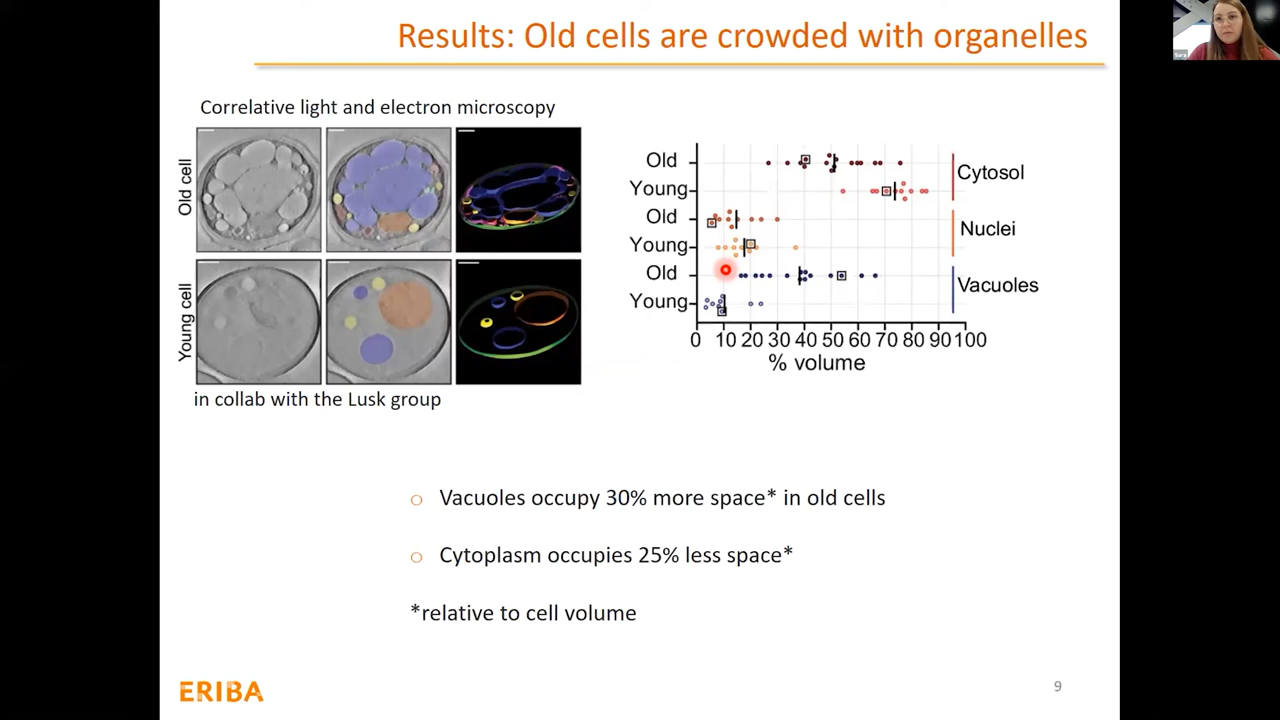 Results: Old cells are crowded with organelles
Sara
Correlative light and electron microscopy
Old cell
Young cell
in collab with the Lusk group
Old
Young
Cytosol
Old
Young
Nuclei
Old
Young
Vacuoles
0 10 20 30 40 50 60 70 80 90 100
% volume
o Vacuoles occupy 30% more space* in old cells
o Cytoplasm occupies 25% less space*
*relative to cell volume
ERIBA
9